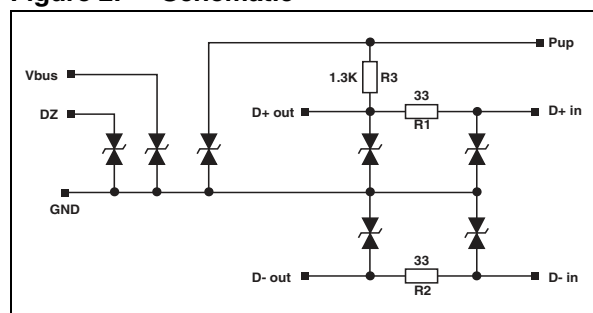 Figure 2. Schematic
Pup
1.3K R3
Vbus
33
DZ
D+ out
D+ in
R1
GND
33
D- out
D- in
R2